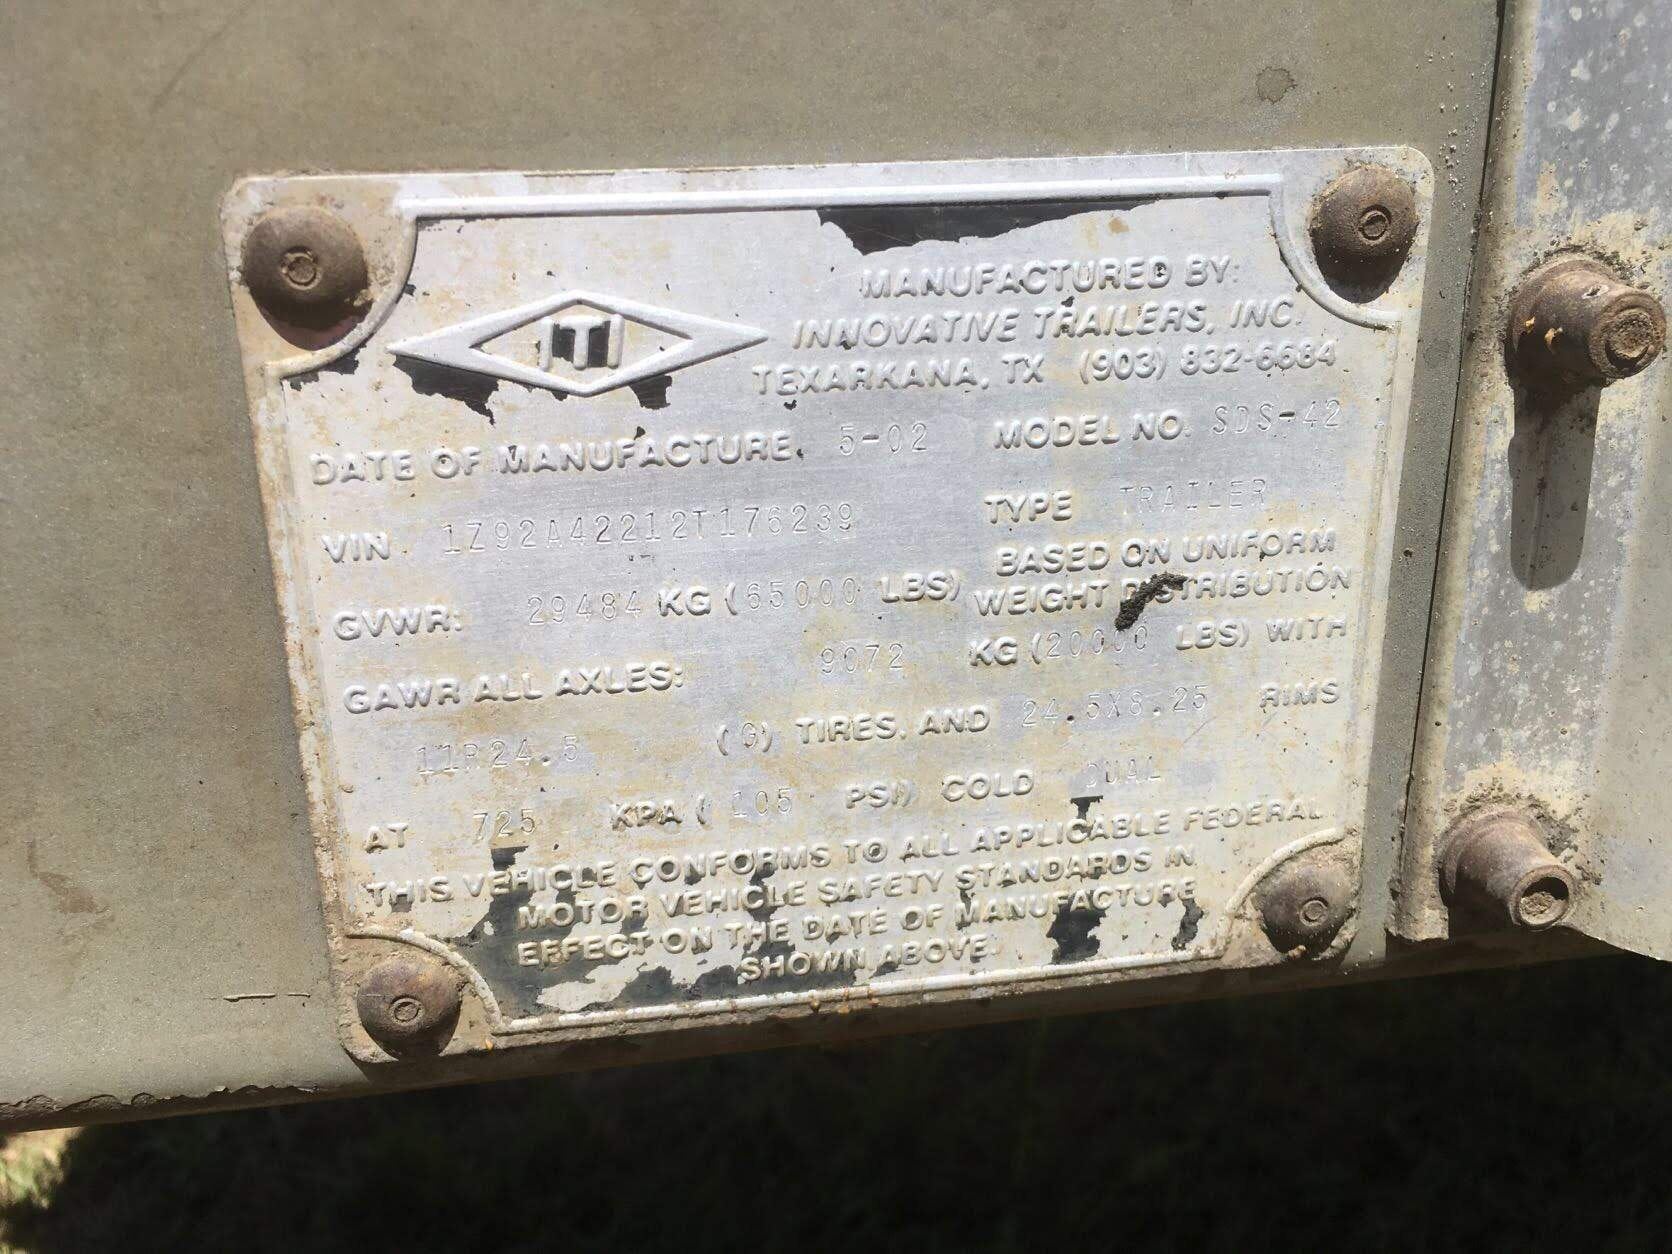 ITI
MANUFACTURED BY:
INNOVATIVE TRAILERS, INC.
TEXARKANA, TX (903) 832-6684
DATE OF MANUFACTURE. 5-02 MODEL NO. SDS-42
VIN 1Z92A42212T176239 TYPE TRAILER
BASED ON UNIFORM
GVWR: 29484 KG (65000 LBS) WEIGHT DISTRIBUTION
GAWR ALL AXLES: 9072 KG (20000 LBS) WITH
11R24.5 (G) TIRES. AND 24.5X8.25 RIMS
AT 725 KPA ( 105 PSI) COLD DUAL
THIS VEHICLE CONFORMS TO ALL APPLICABLE FEDERAL
MOTOR VEHICLE SAFETY STANDARDS IN
EFFECT ON THE DATE OF MANUFACTURE
SHOWN ABOVE.